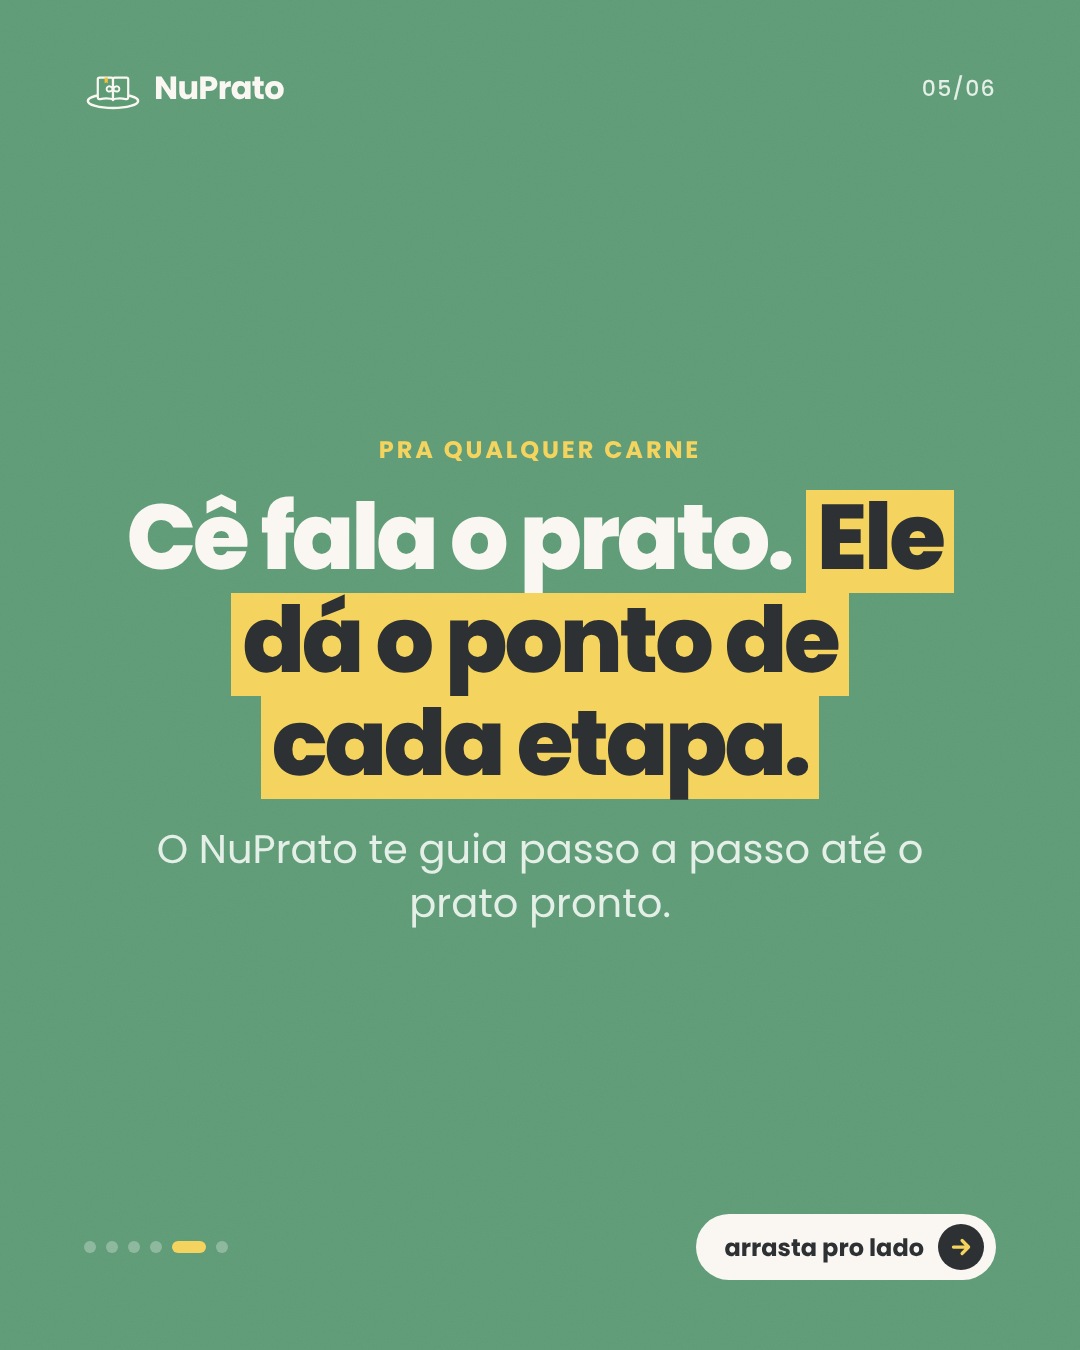 NuPrato
05/06
PRA QUALQUER CARNE
Cê fala o prato. Ele
dá o ponto de
cada etapa.
O NuPrato te guia passo a passo até o
prato pronto.
arrasta pro lado